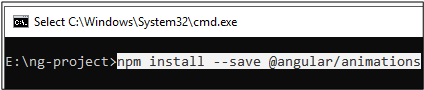 Select C:\Windows\System32\cmd.exe
E:\ng-project>npm install --save @angular/animations